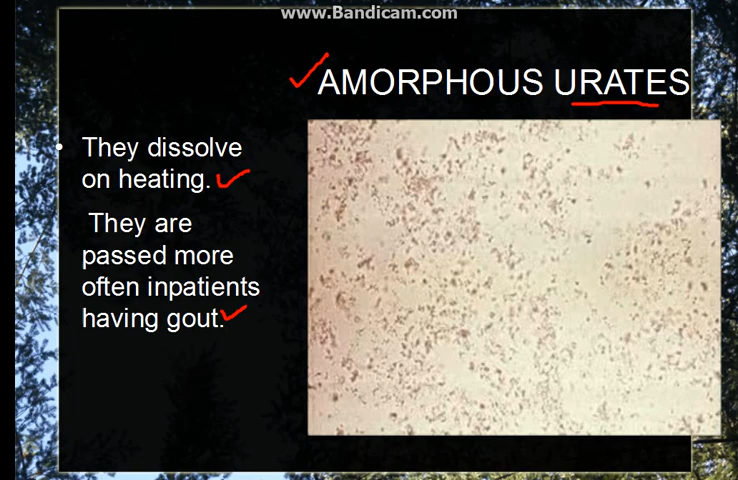 www.Bandicam.com
AMORPHOUS URATES
• They dissolve
on heating.
They are
passed more
often inpatients
having gout.